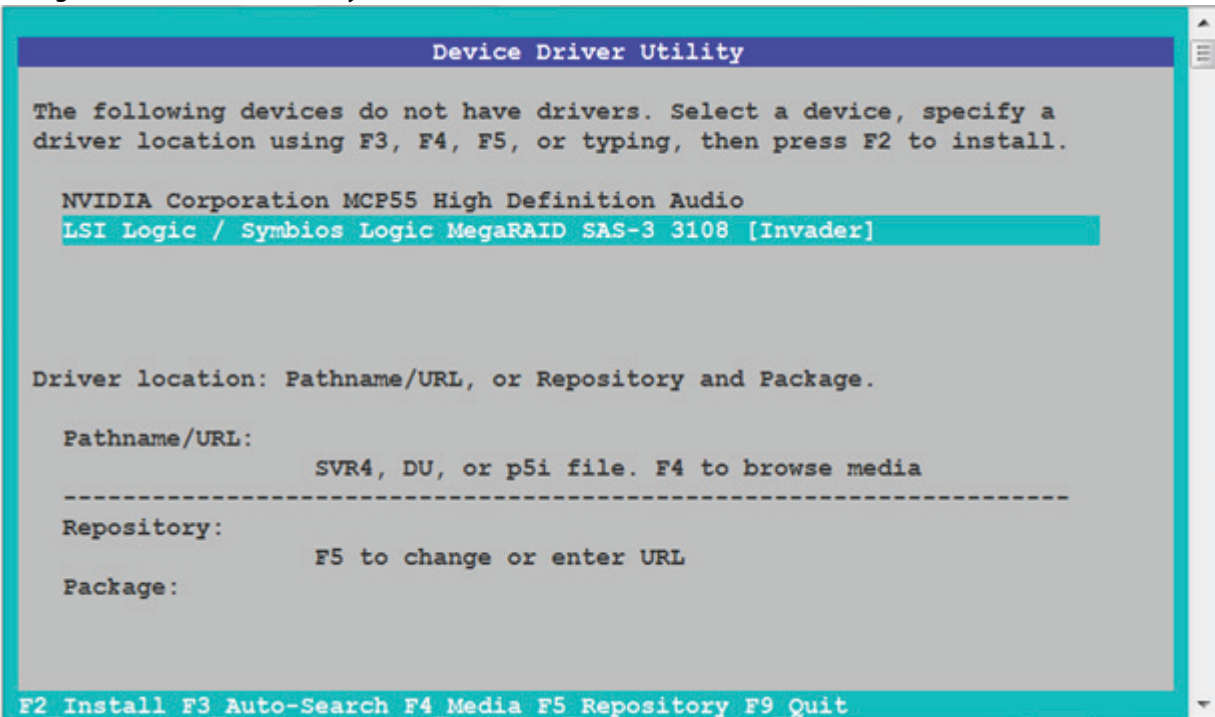 Device Driver Utility
The following devices do not have drivers. Select a device, specify a
driver location using F3, F4, F5, or typing, then press F2 to install.
NVIDIA Corporation MCP55 High Definition Audio
LSI Logic / Symbios Logic MegaRAID SAS-3 3108 [Invader]
Driver location: Pathname/URL, or Repository and Package.
Pathname/URL:
SVR4, DU, or p5i file. F4 to browse media
-------------------------------------------------------------------
Repository:
F5 to change or enter URL
Package:
F2 Install F3 Auto-Search F4 Media F5 Repository F9 Quit